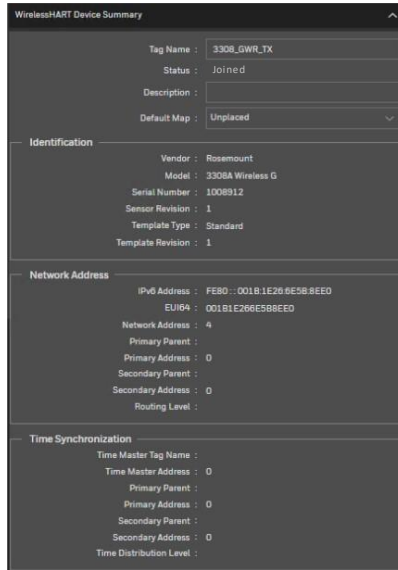 WirelessHART Device Summary
Tag Name : 3308_GWR_TX
Status : Joined
Description :
Default Map : Unplaced
Identification
Vendor : Rosemount
Model : 3308A Wireless G
Serial Number : 1008912
Sensor Revision : 1
Template Type : Standard
Template Revision : 1
Network Address
IPv6 Address : FE80:::001B:1E26:6E5B:8EE0
EUI64 : 001B1E266E5B8EE0
Network Address : 4
Primary Parent :
Primary Address : 0
Secondary Parent :
Secondary Address : 0
Routing Level :
Time Synchronization
Time Master Tag Name :
Time Master Address : 0
Primary Parent :
Primary Address : 0
Secondary Parent :
Secondary Address : 0
Time Distribution Level :